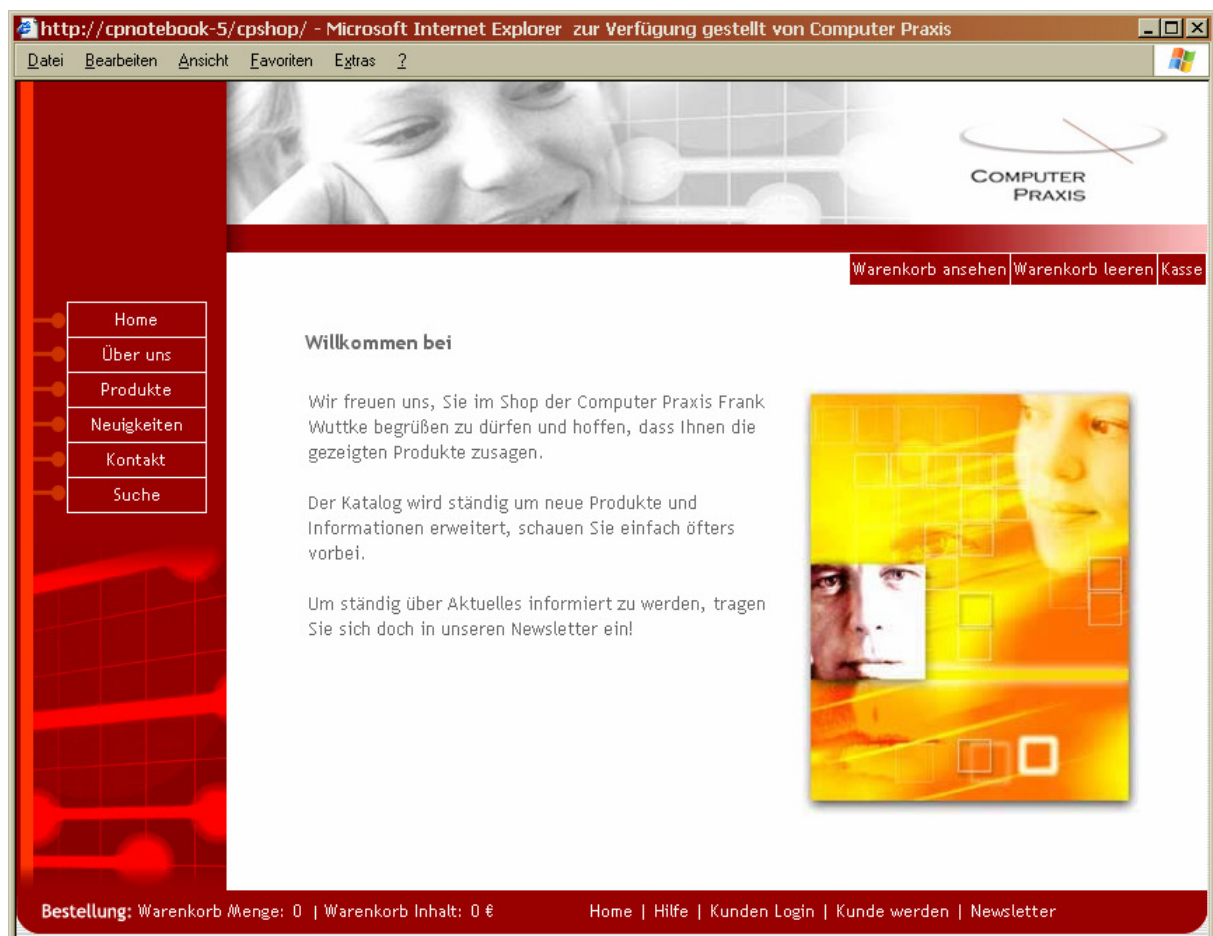 http://cpnotebook-5/cpshop/ - Microsoft Internet Explorer zur Verfügung gestellt von Computer Praxis
Datei Bearbeiten Ansicht Favoriten Extras ?
COMPUTER
PRAXIS
Warenkorb ansehen Warenkorb leeren Kasse
Home
Über uns
Produkte
Neuigkeiten
Kontakt
Suche
Willkommen bei
Wir freuen uns, Sie im Shop der Computer Praxis Frank
Wuttke begrüßen zu dürfen und hoffen, dass Ihnen die
gezeigten Produkte zusagen.
Der Katalog wird ständig um neue Produkte und
Informationen erweitert, schauen Sie einfach öfters
vorbei.
Um ständig über Aktuelles informiert zu werden, tragen
Sie sich doch in unseren Newsletter ein!
Bestellung: Warenkorb Menge: 0 | Warenkorb Inhalt: 0 € Home | Hilfe | Kunden Login | Kunde werden | Newsletter